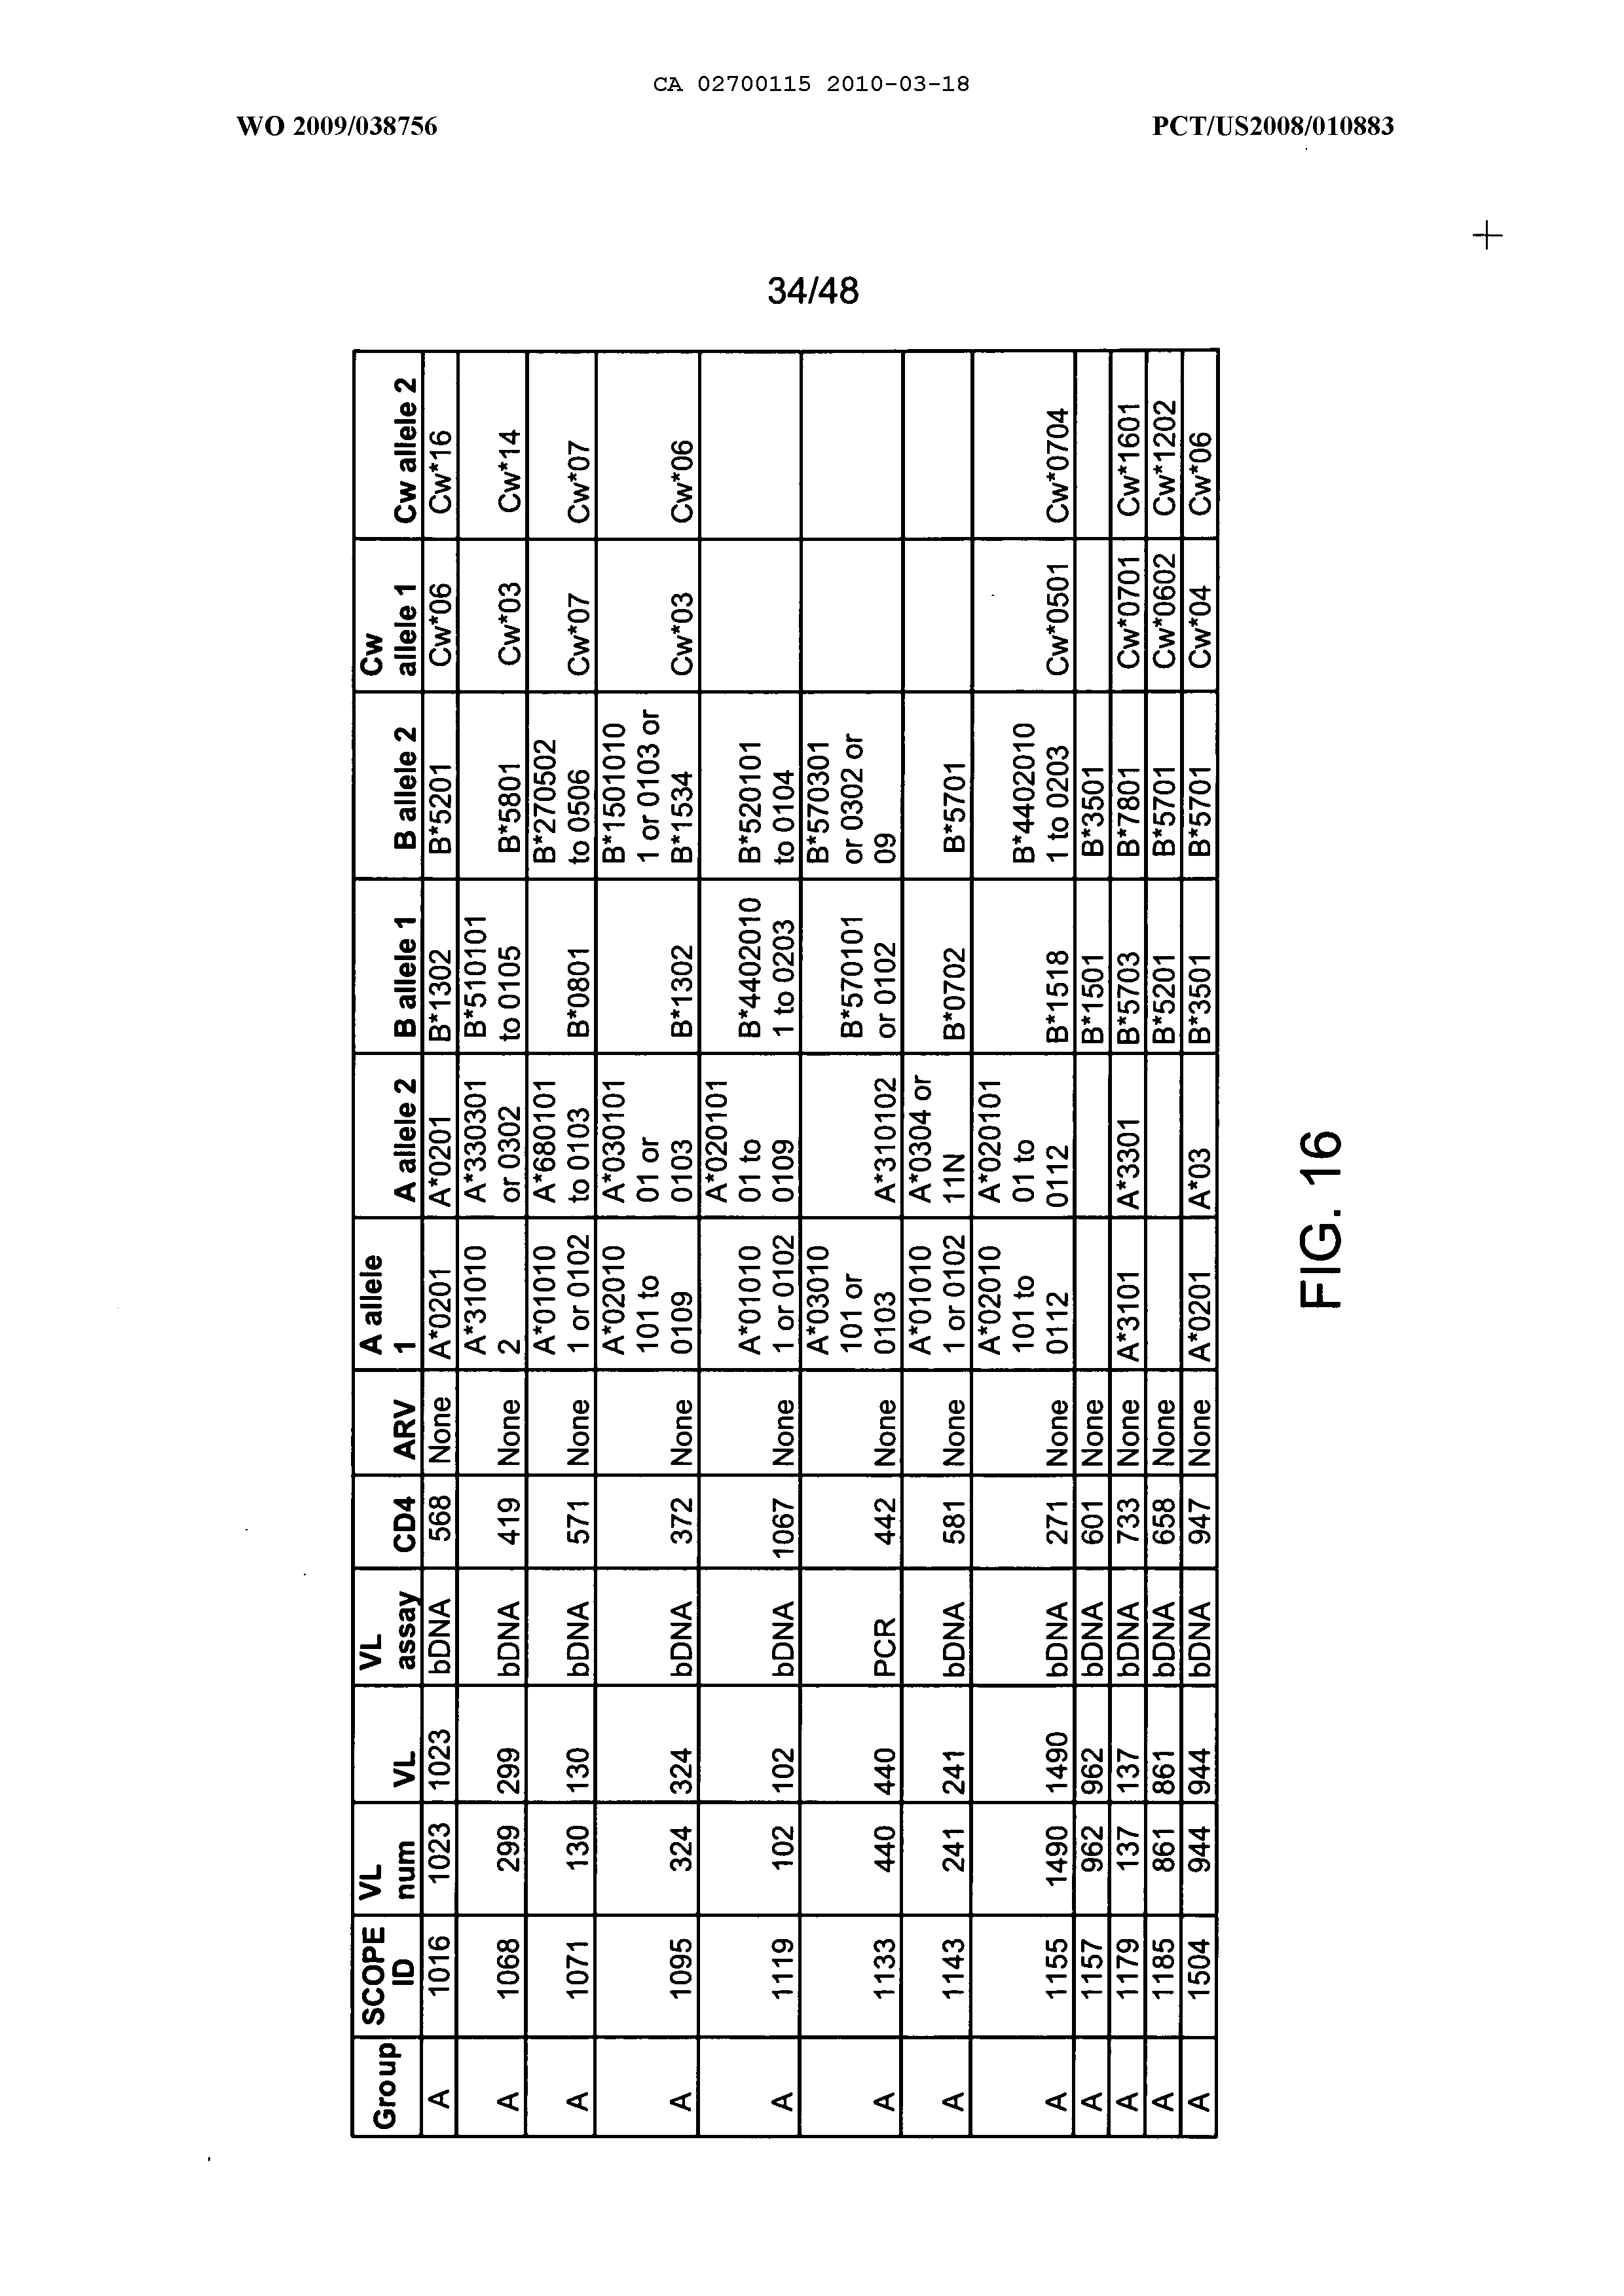 CA 02700115 2010-03-18
WO 2009/038756 PCT/US2008/010883
34/48
Group SCOPE ID VL num VL VL assay CD4 ARV A allele 1 A allele 2 B allele 1 B allele 2 Cw allele 1 Cw allele 2
A 1016 1023 1023 bDNA 568 None A*0201 A*0201 B*1302 B*5201 Cw*06 Cw*16
A 1068 299 299 bDNA 419 None A*310102 A*330301 or 0302 B*510101 to 0105 B*5801 Cw*03 Cw*14
A 1071 130 130 bDNA 571 None A*010101 or 0102 A*680101 to 0103 B*0801 B*270502 to 0506 Cw*07 Cw*07
A 1095 324 324 bDNA 372 None A*02010101 to 0109 A*03010101 or 0103 B*1302 B*15010101 or 0103 or B*1534 Cw*03 Cw*06
A 1119 102 102 bDNA 1067 None A*010101 or 0102 A*02010101 to 0109 B*44020101 to 0203 B*520101 to 0104
A 1133 440 440 PCR 442 None A*03010101 or 0103 A*310102 B*570101 or 0102 B*570301 or 0302 or 09
A 1143 241 241 bDNA 581 None A*010101 or 0102 A*0304 or 11N B*0702 B*5701
A 1155 1490 1490 bDNA 271 None A*02010101 to 0112 A*02010101 to 0112 B*1518 B*44020101 to 0203 Cw*0501 Cw*0704
A 1157 962 962 bDNA 601 None B*1501 B*3501
A 1179 137 137 bDNA 733 None A*3101 A*3301 B*5703 B*7801 Cw*0701 Cw*1601
A 1185 861 861 bDNA 658 None B*5201 B*5701 Cw*0602 Cw*1202
A 1504 944 944 bDNA 947 None A*0201 A*03 B*3501 B*5701 Cw*04 Cw*06
FIG. 16